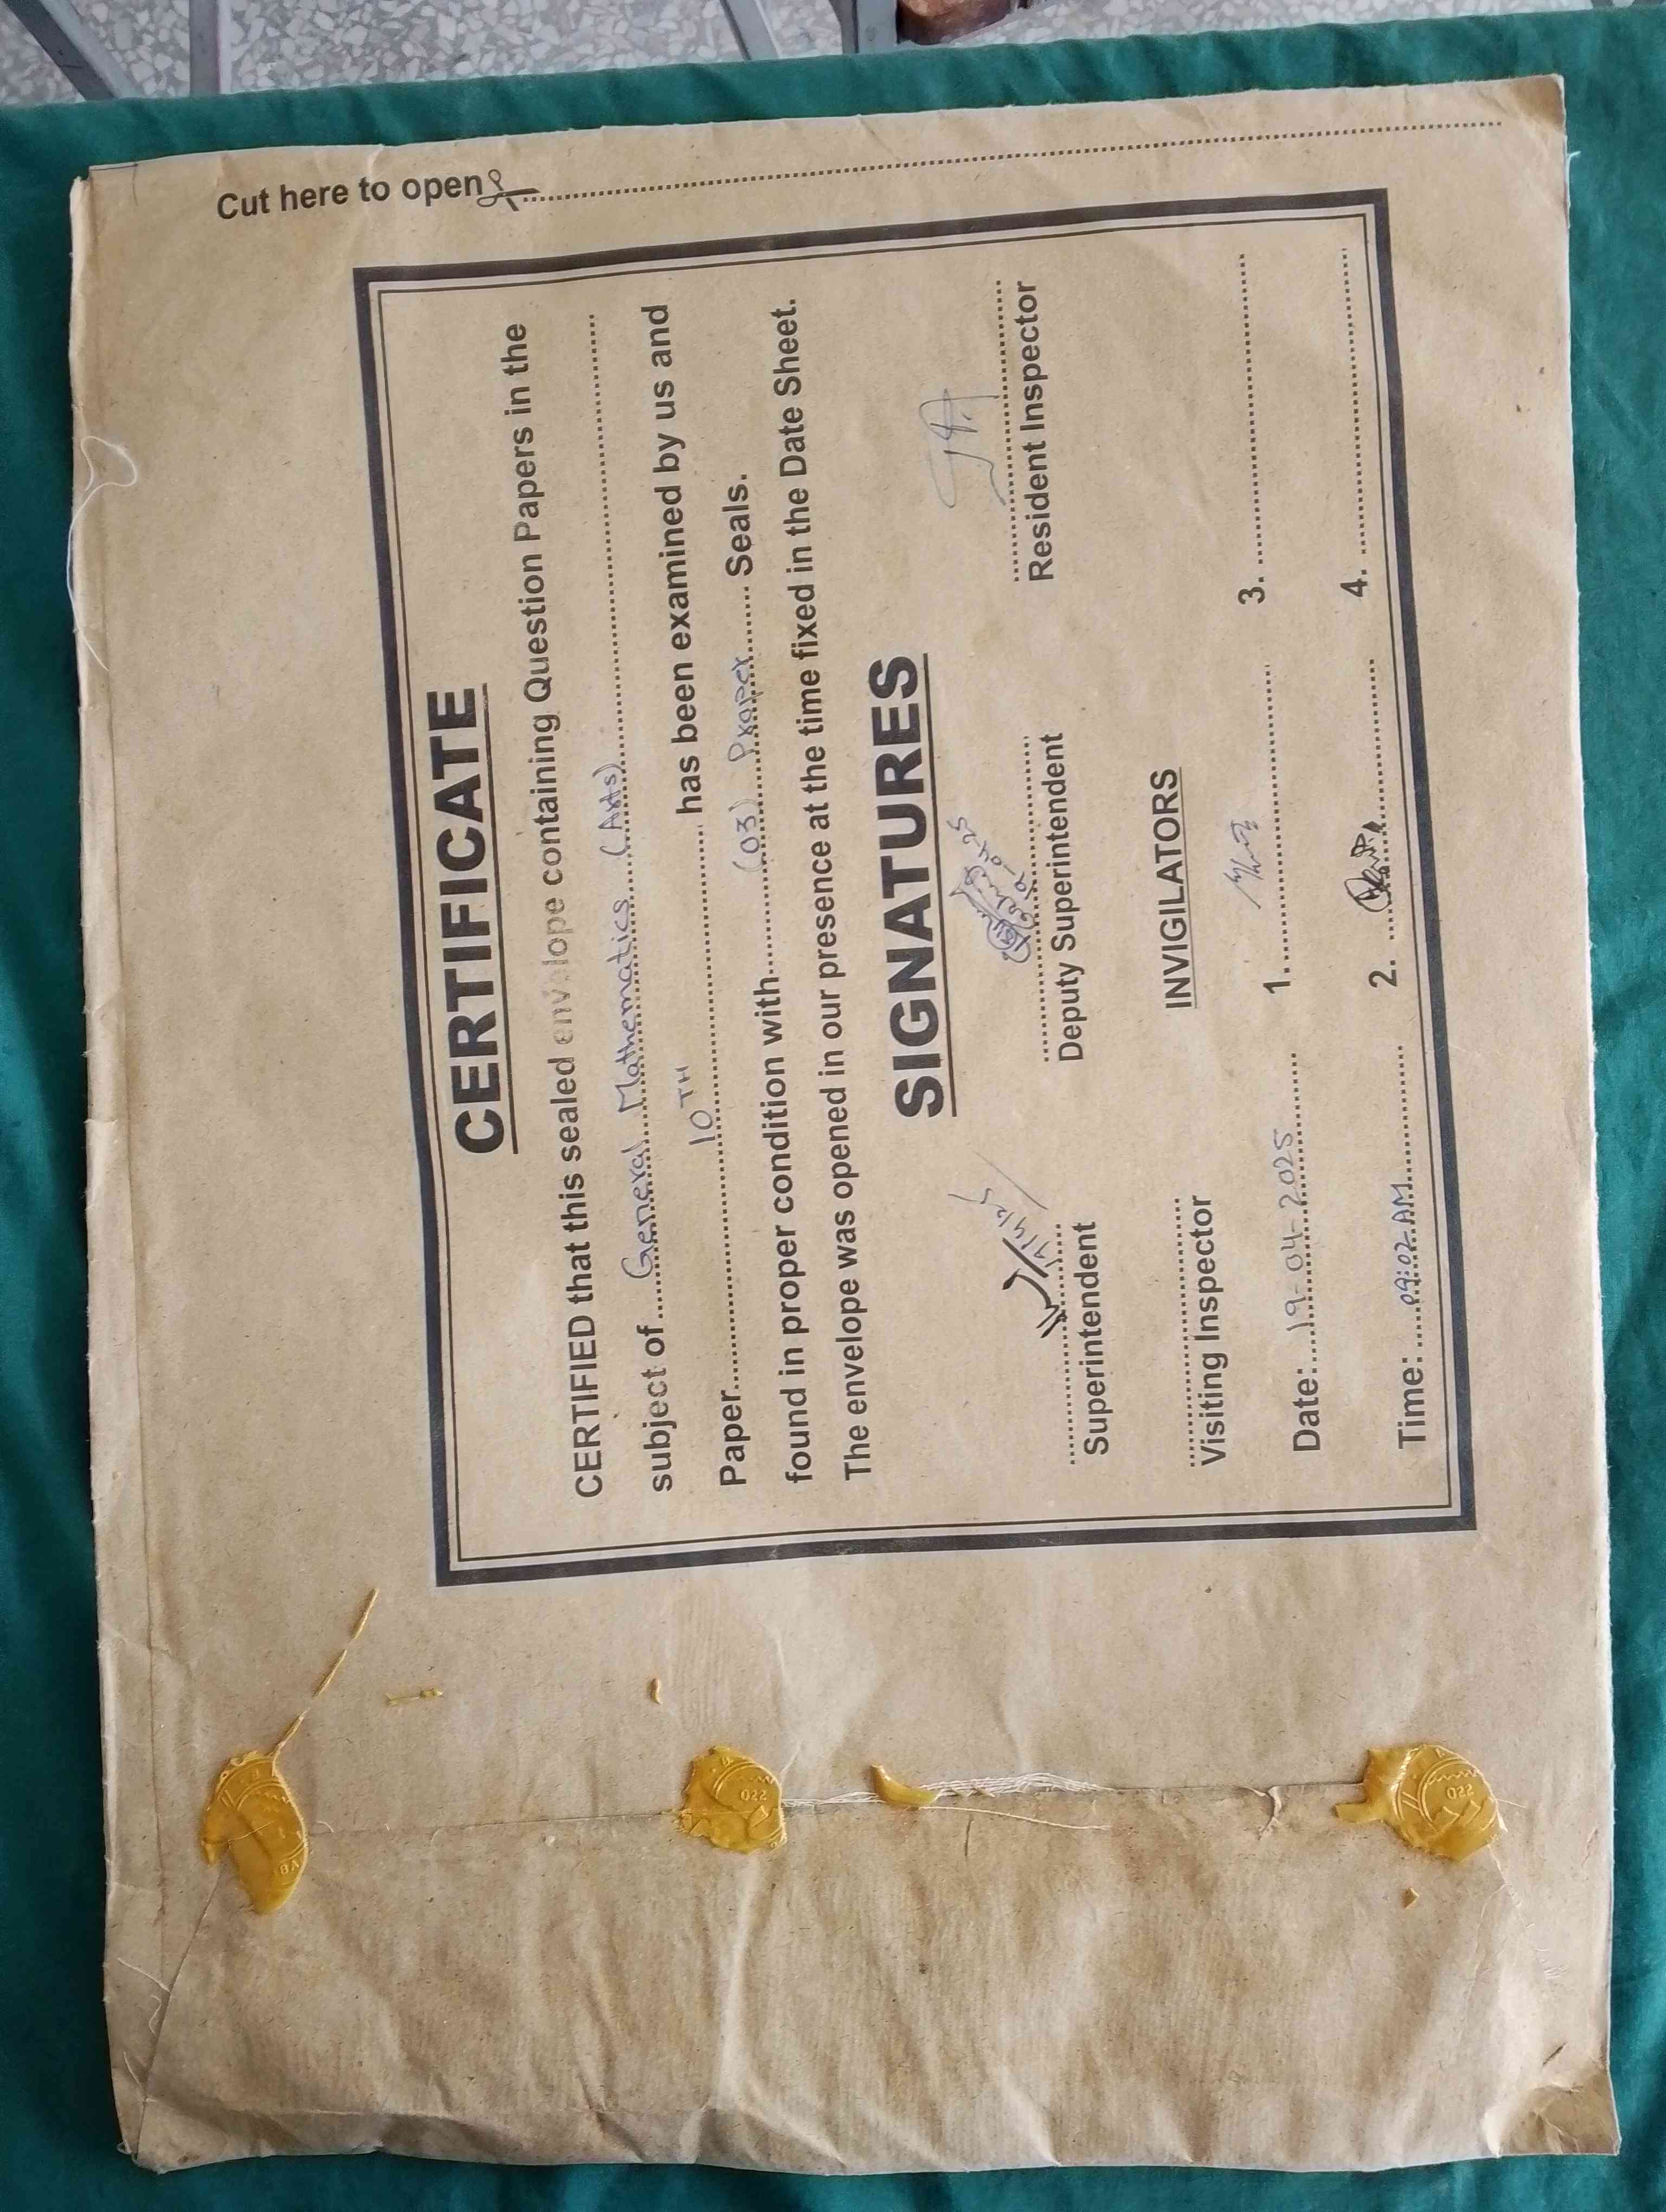 Cut here to open
CERTIFICATE
CERTIFIED that this sealed envelope containing Question Papers in the
subject of General Mathematics (Arts)
Paper 10TH has been examined by us and
found in proper condition with (03) Proper Seals.
The envelope was opened in our presence at the time fixed in the Date Sheet.
SIGNATURES
Superintendent Deputy Superintendent Resident Inspector
INVIGILATORS
Visiting Inspector 1. 3.
Date: 19-04-2025
2. 4.
Time: 09:02 AM
022
022